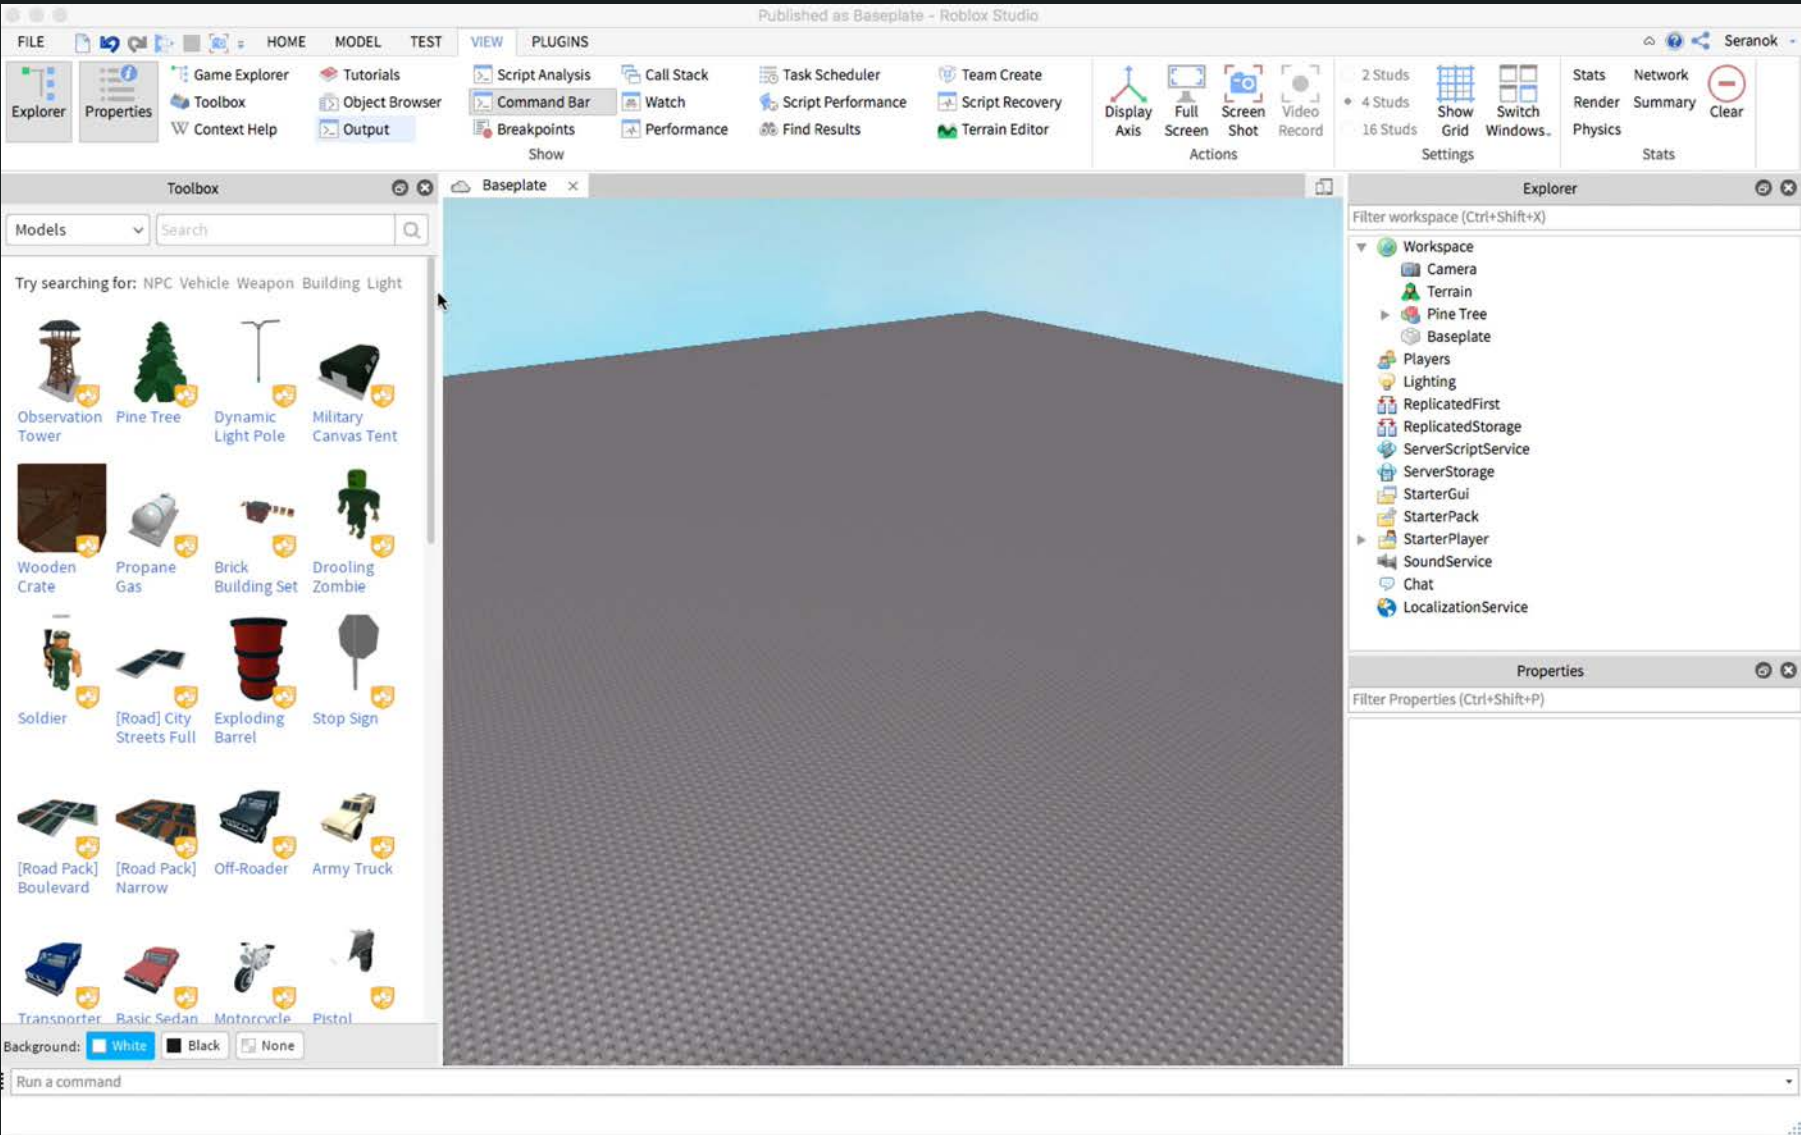 Published as Baseplate - Roblox Studio
FILE HOME MODEL TEST VIEW PLUGINS Seranok
Explorer
Properties
Game Explorer
Toolbox
Context Help
Tutorials
Object Browser
Output
Script Analysis
Command Bar
Breakpoints
Call Stack
Watch
Performance
Task Scheduler
Script Performance
Find Results
Team Create
Script Recovery
Terrain Editor
Show
Display
Axis
Full
Screen
Screen
Shot
Video
Record
Actions
2 Studs
4 Studs
16 Studs
Show
Grid
Switch
Windows
Settings
Stats
Render
Physics
Network
Summary
Clear
Stats
Toolbox
Models
Search
Try searching for: NPC Vehicle Weapon Building Light
Observation
Tower
Pine Tree
Dynamic
Light Pole
Military
Canvas Tent
Wooden
Crate
Propane
Gas
Brick
Building Set
Drooling
Zombie
Soldier
[Road] City
Streets Full
Exploding
Barrel
Stop Sign
[Road Pack]
Boulevard
[Road Pack]
Narrow
Off-Roader
Army Truck
Transporter
Basic Sedan
Motorcycle
Pistol
Background: White Black None
Run a command
Baseplate
Explorer
Filter workspace (Ctrl+Shift+X)
Workspace
Camera
Terrain
Pine Tree
Baseplate
Players
Lighting
ReplicatedFirst
ReplicatedStorage
ServerScriptService
ServerStorage
StarterGui
StarterPack
StarterPlayer
SoundService
Chat
LocalizationService
Properties
Filter Properties (Ctrl+Shift+P)